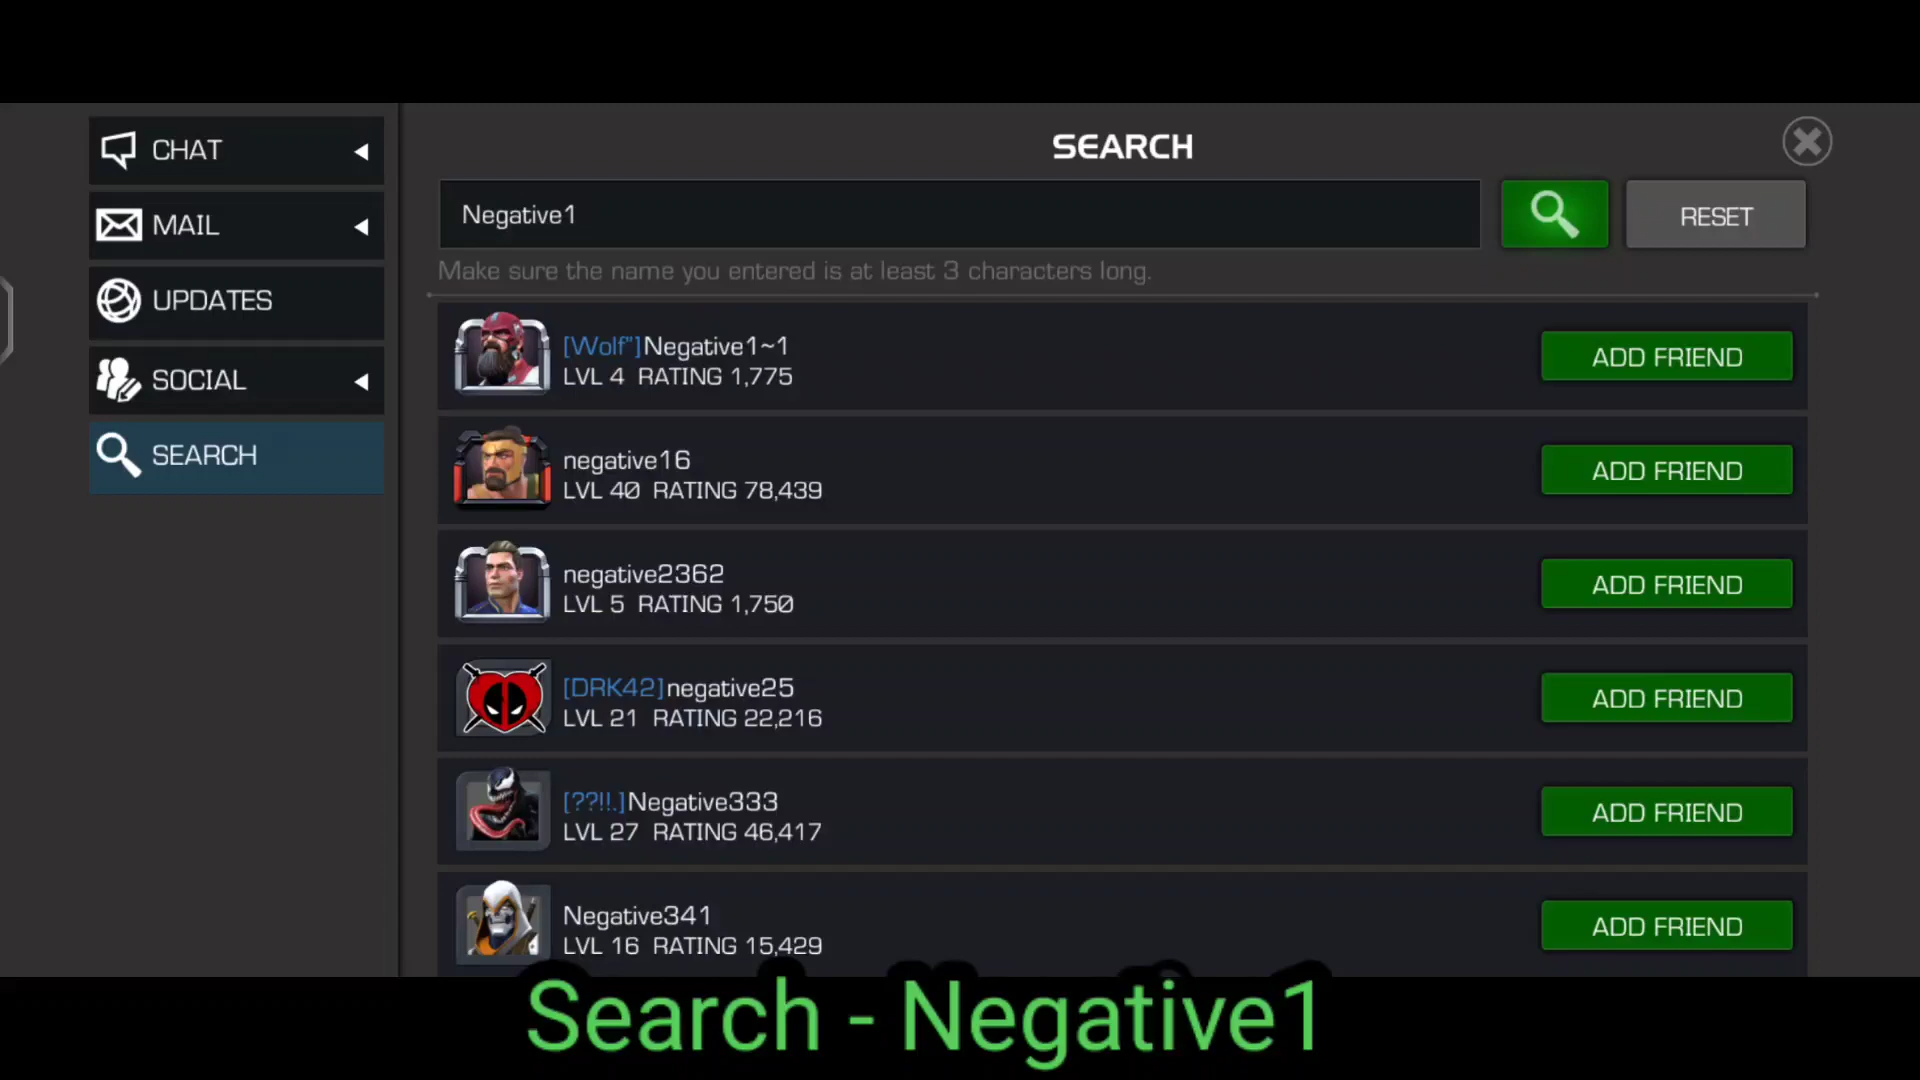 CHAT
MAIL
UPDATES
SOCIAL
SEARCH
SEARCH
Negative1
RESET
Make sure the name you entered is at least 3 characters long.
[Wolf"]Negative1~1
LVL 4 RATING 1,775
ADD FRIEND
negative16
LVL 40 RATING 78,439
ADD FRIEND
negative2362
LVL 5 RATING 1,750
ADD FRIEND
[DRK42]negative25
LVL 21 RATING 22,216
ADD FRIEND
[??!!.]Negative333
LVL 27 RATING 46,417
ADD FRIEND
Negative341
LVL 16 RATING 15,429
ADD FRIEND
Search - Negative1